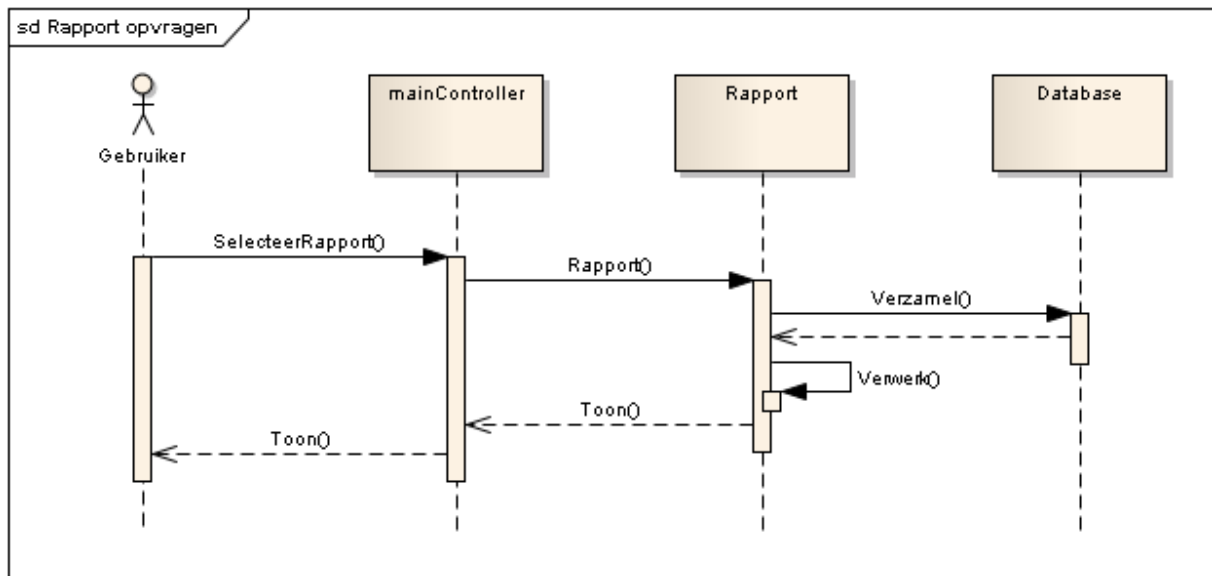 sd Rapport opvragen
mainController
Rapport
Database
Gebruiker
SelecteerRapport()
Rapport()
Verzamel()
Verwerk()
Toon()
Toon()